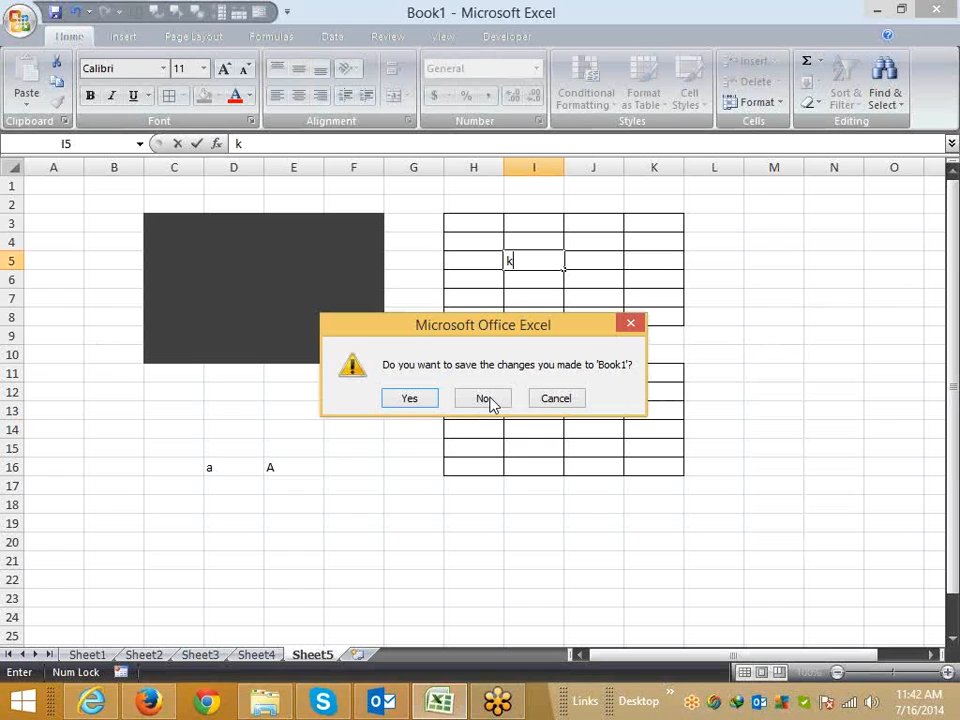 Book1 - Microsoft Excel
Home Insert Page Layout Formulas Data Review View Developer
Calibri 11 General
Paste
B I U
$ % ,
Conditional Formatting
Format as Table
Cell Styles
Insert
Delete
Format
Σ
Sort & Filter
Find & Select
Clipboard Font Alignment Number Styles Cells Editing
I5 fx k
A B C D E F G H I J K L M N O
1
2
3
4
5 k
6
7
8
9
10
11
12
13
14
15
16 a A
17
18
19
20
21
22
23
24
25
Microsoft Office Excel
Do you want to save the changes you made to 'Book1'?
Yes No Cancel
Sheet1 Sheet2 Sheet3 Sheet4 Sheet5
Enter Num Lock 100%
Links Desktop
11:42 AM
7/16/2014